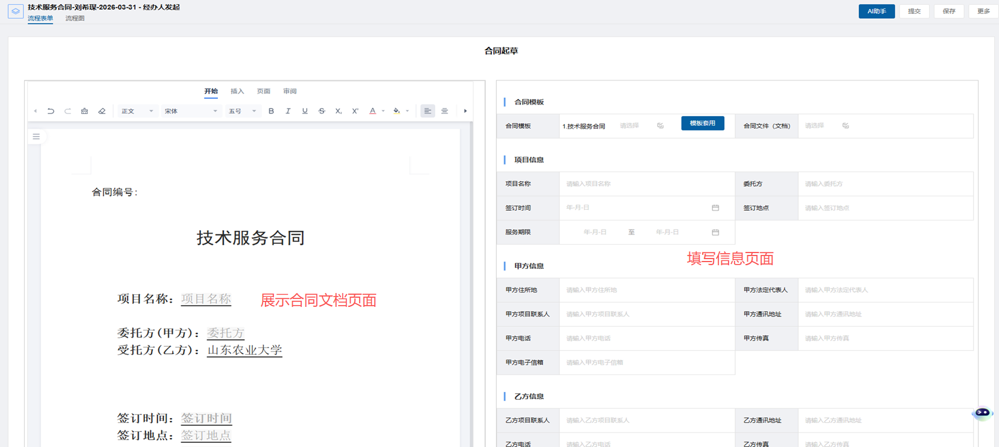 技术服务合同-刘希琛-2026-03-31 - 经办人发起
流程表单 流程图
AI助手 提交 保存 更多
合同起草
开始 插入 页面 审阅
正文 宋体 五号 B I U S X₂ X² A
合同编号：
技术服务合同
项目名称：项目名称
展示合同文档页面
委托方(甲方)：委托方
受托方(乙方)：山东农业大学
签订时间：签订时间
签订地点：签订地点
合同模板
合同模板 1.技术服务合同 请选择 模板套用 合同文件（文档） 请选择
项目信息
项目名称 请输入项目名称 委托方 请输入委托方
签订时间 年-月-日 签订地点 请输入签订地点
服务期限 年-月-日 至 年-月-日
填写信息页面
甲方信息
甲方住所地 请输入甲方住所地 甲方法定代表人 请输入甲方法定代表人
甲方项目联系人 请输入甲方项目联系人 甲方通讯地址 请输入甲方通讯地址
甲方电话 请输入甲方电话 甲方传真 请输入甲方传真
甲方电子信箱 请输入甲方电子信箱
乙方信息
乙方项目联系人 请输入乙方项目联系人 乙方通讯地址 请输入乙方通讯地址
乙方电话 请输入乙方电话 乙方传真 请输入乙方传真